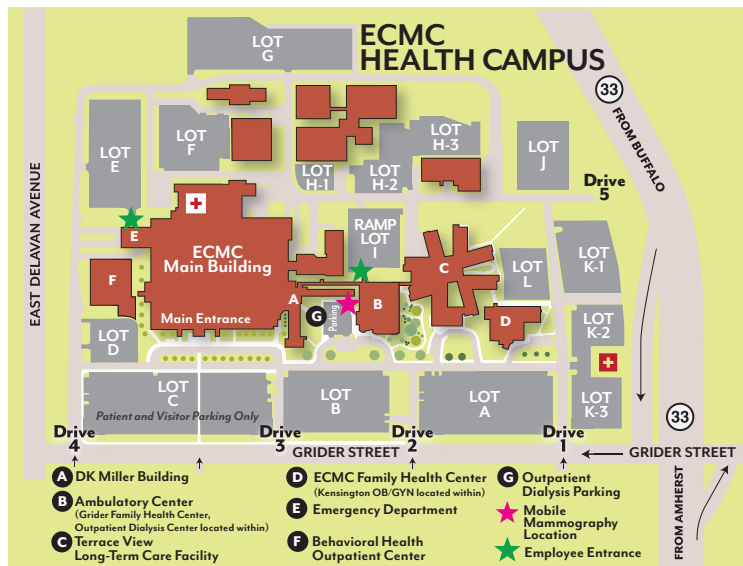 ECMC
HEALTH CAMPUS
LOT
G
33
FROM BUFFALO
LOT
E
LOT
F
LOT
H-1
LOT
H-2
LOT
H-3
LOT
J
Drive
5
EAST DELAVAN AVENUE
E
ECMC
Main Building
RAMP
LOT
I
C
LOT
L
LOT
K-1
F
A
B
Main Entrance
G
Parking
D
LOT
K-2
LOT
D
LOT
C
Patient and Visitor Parking Only
LOT
B
LOT
A
LOT
K-3
33
Drive
4
Drive
3
Drive
2
Drive
1
GRIDER STREET
GRIDER STREET
FROM AMHERST
A DK Miller Building
B Ambulatory Center
(Grider Family Health Center,
Outpatient Dialysis Center located within)
C Terrace View
Long-Term Care Facility
D ECMC Family Health Center
(Kensington OB/GYN located within)
E Emergency Department
F Behavioral Health
Outpatient Center
G Outpatient
Dialysis Parking
Mobile
Mammography
Location
Employee Entrance